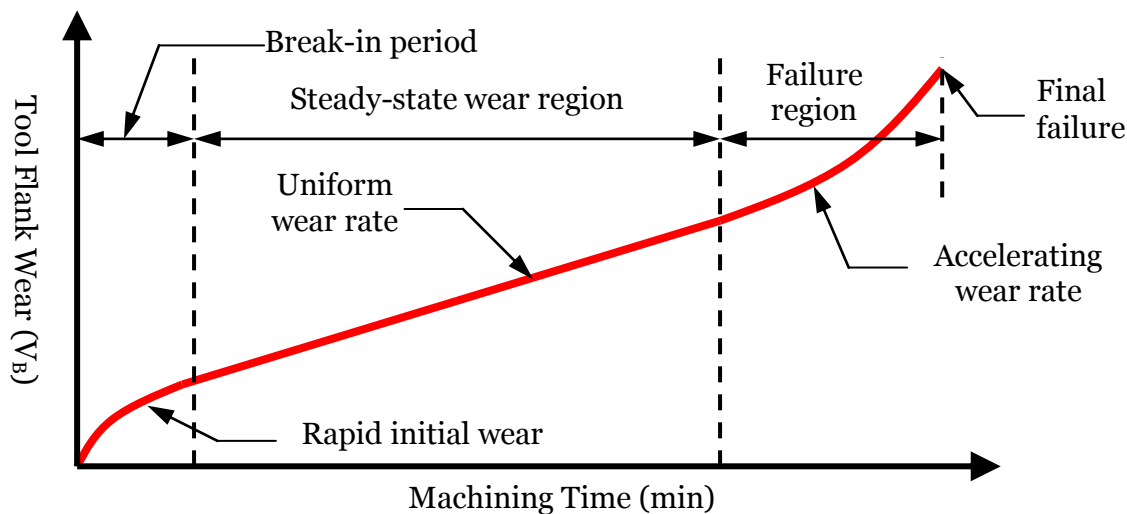 Break-in period
Steady-state wear region
Failure
region
Final
failure
Tool Flank Wear (VB)
Uniform
wear rate
Accelerating
wear rate
Rapid initial wear
Machining Time (min)